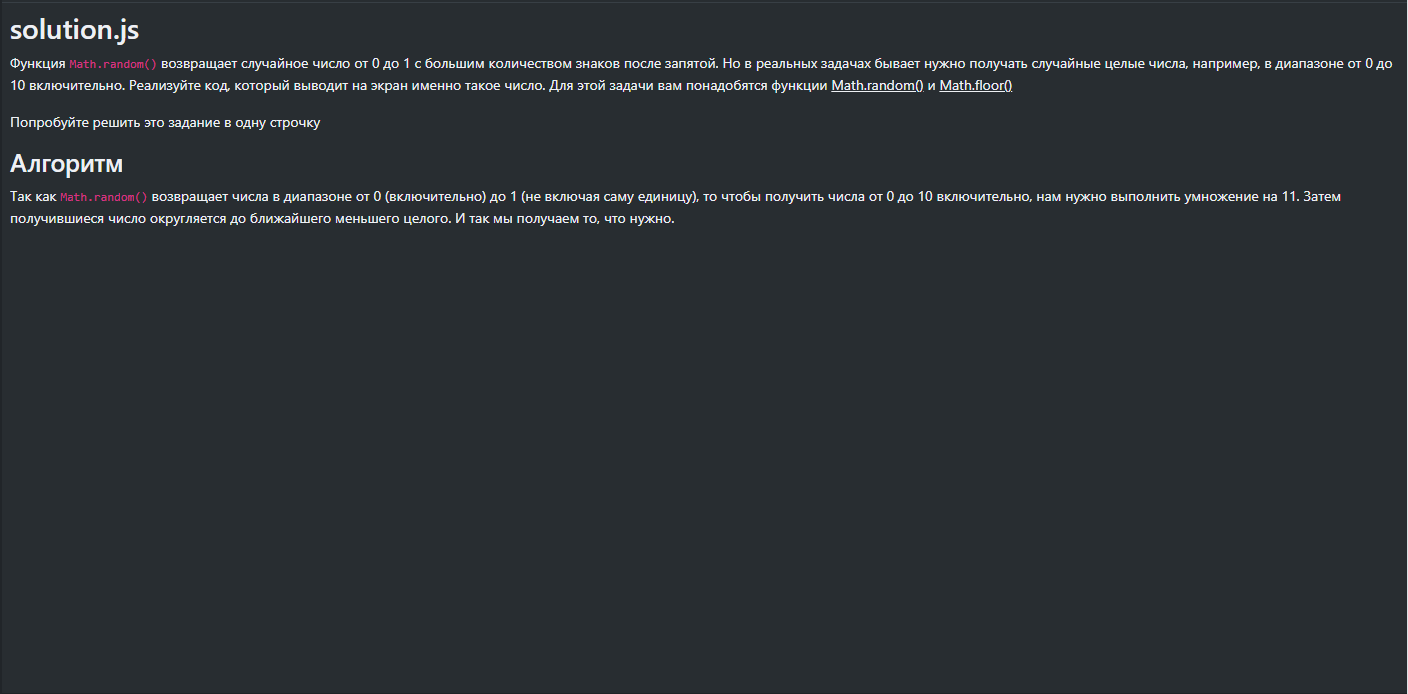 solution.js
Функция Math.random() возвращает случайное число от 0 до 1 с большим количеством знаков после запятой. Но в реальных задачах бывает нужно получать случайные целые числа, например, в диапазоне от 0 до
10 включительно. Реализуйте код, который выводит на экран именно такое число. Для этой задачи вам понадобятся функции Math.random() и Math.floor()
Попробуйте решить это задание в одну строчку
Алгоритм
Так как Math.random() возвращает числа в диапазоне от 0 (включительно) до 1 (не включая саму единицу), то чтобы получить числа от 0 до 10 включительно, нам нужно выполнить умножение на 11. Затем
получившиеся число округляется до ближайшего меньшего целого. И так мы получаем то, что нужно.